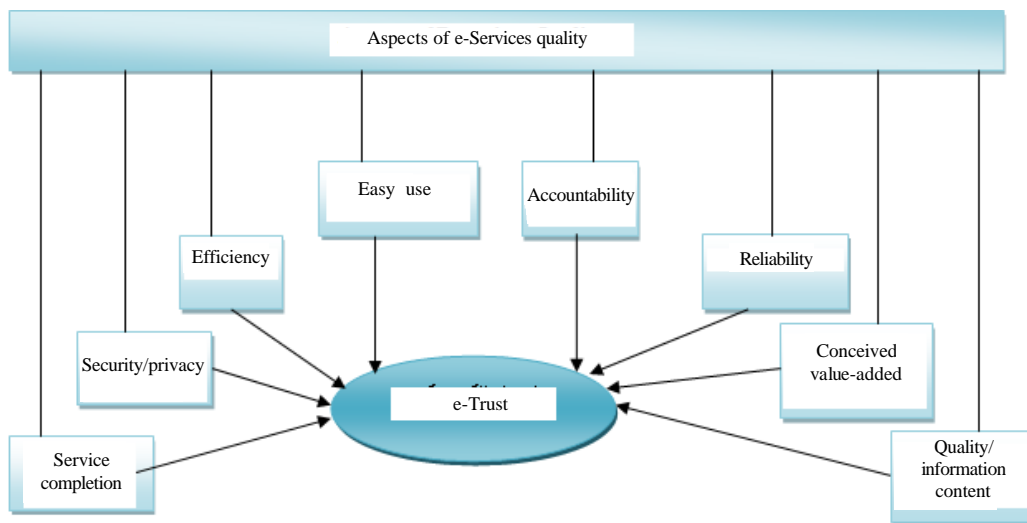 Aspects of e-Services quality
Easy use
Accountability
Efficiency
Reliability
Security/privacy
Conceived
value-added
e-Trust
Service
completion
Quality/
information
content